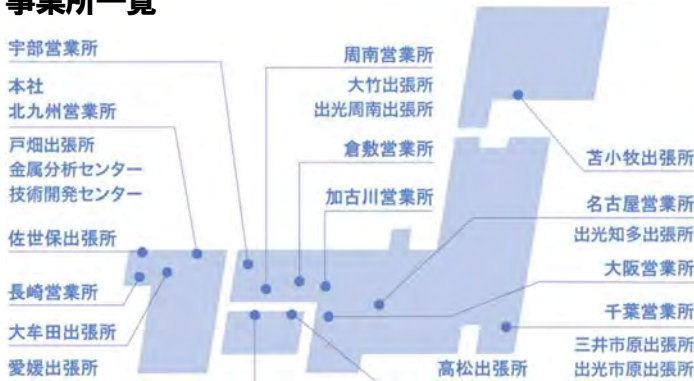 事業所一覧
宇部営業所
本社
北九州営業所
戸畑出張所
金属分析センター
技術開発センター
佐世保出張所
長崎営業所
大牟田出張所
愛媛出張所
周南営業所
大竹出張所
出光周南出張所
倉敷営業所
加古川営業所
高松出張所
苫小牧出張所
名古屋営業所
出光知多出張所
大阪営業所
千葉営業所
三井市原出張所
出光市原出張所